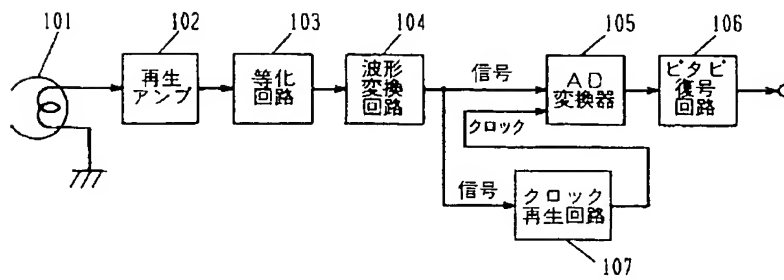 101
102
103
104
105
106
再生
アンプ
等化
回路
波形
変換
回路
信号
AD
変換器
ビタビ
復号
回路
クロック
信号
クロック
再生回路
107